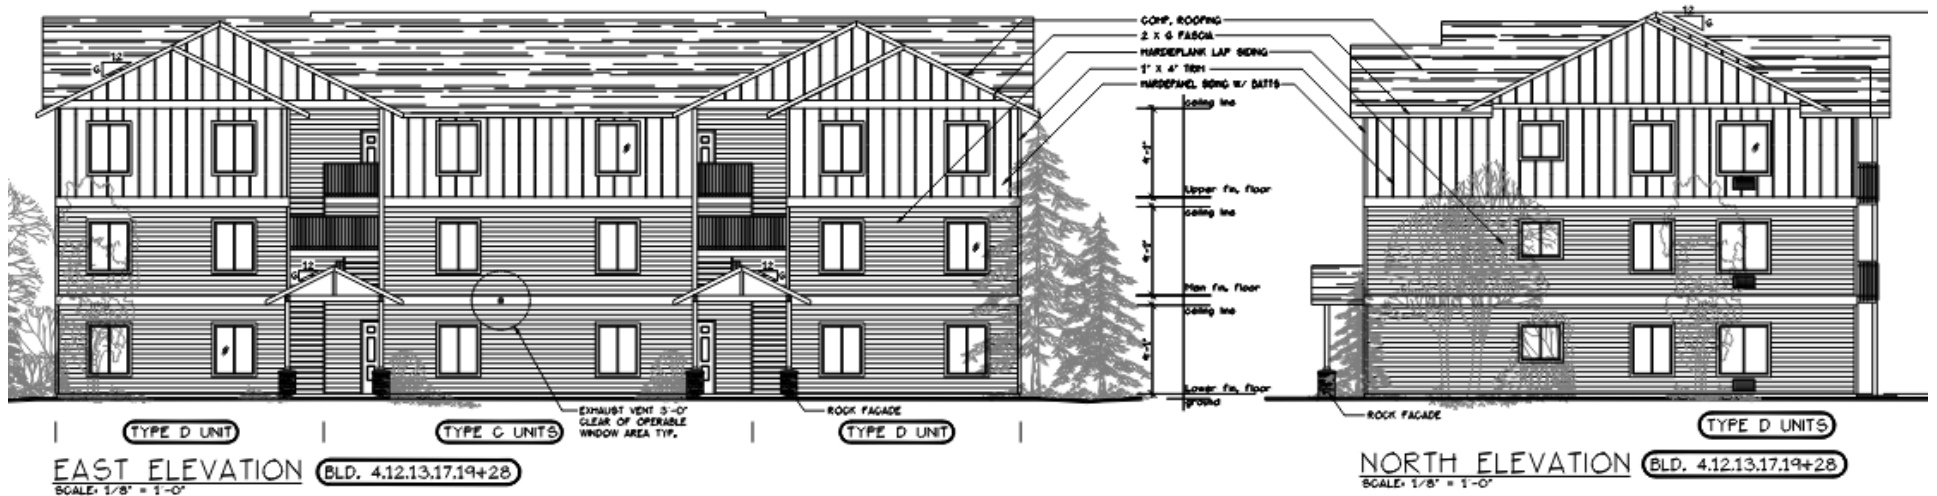 12
G
COMP. ROOFING
2 X 6 FASCIA
HARDIEPLANK LAP SIDING
1" X 4" TRIM
HARDIEPANEL SIDING W/ BATTS
ceiling line
Upper fin. floor
ceiling line
Main fin. floor
ceiling line
Lower fin. floor
ground
12
G
12
G
12
G
EXHAUST VENT 3'-0"
CLEAR OF OPERABLE
WINDOW AREA TYP.
ROCK FACADE
ROCK FACADE
TYPE D UNIT
TYPE C UNITS
TYPE D UNIT
TYPE D UNITS
EAST ELEVATION
BLD. 4.12.13.17.19+28
SCALE: 1/8" = 1'-0"
NORTH ELEVATION
BLD. 4.12.13.17.19+28
SCALE: 1/8" = 1'-0"